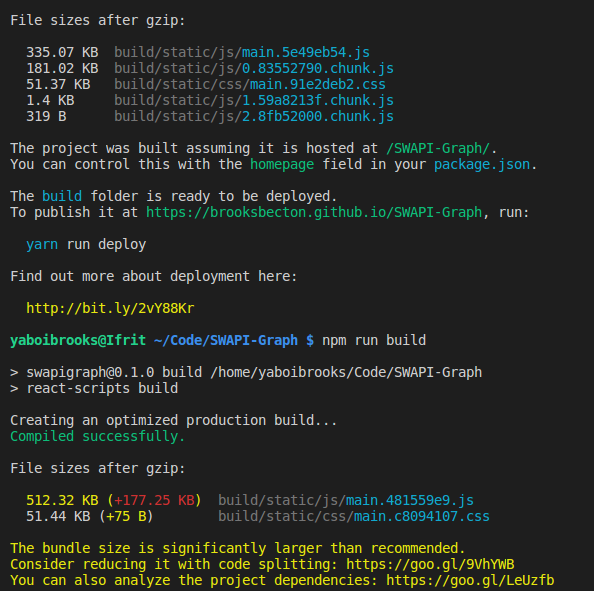 File sizes after gzip:
335.07 KB build/static/js/main.5e49eb54.js
181.02 KB build/static/js/0.83552790.chunk.js
51.37 KB build/static/css/main.91e2deb2.css
1.4 KB build/static/js/1.59a8213f.chunk.js
319 B build/static/js/2.8fb52000.chunk.js
The project was built assuming it is hosted at /SWAPI-Graph/.
You can control this with the homepage field in your package.json.
The build folder is ready to be deployed.
To publish it at https://brooksbecton.github.io/SWAPI-Graph, run:
yarn run deploy
Find out more about deployment here:
http://bit.ly/2vY88Kr
yaboibrooks@Ifrit ~/Code/SWAPI-Graph $ npm run build
> swapigraph@0.1.0 build /home/yaboibrooks/Code/SWAPI-Graph
> react-scripts build
Creating an optimized production build...
Compiled successfully.
File sizes after gzip:
512.32 KB (+177.25 KB) build/static/js/main.481559e9.js
51.44 KB (+75 B) build/static/css/main.c8094107.css
The bundle size is significantly larger than recommended.
Consider reducing it with code splitting: https://goo.gl/9VhYWB
You can also analyze the project dependencies: https://goo.gl/LeUzfb